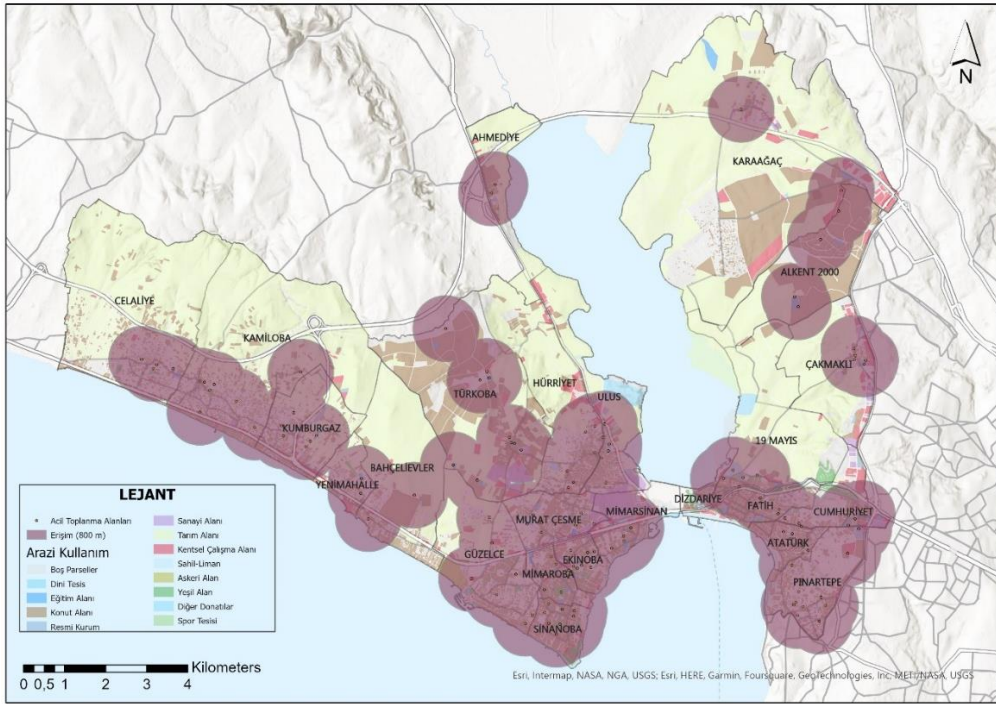 N
AHMEDİYE
KARAAĞAÇ
ALKENT 2000
CELALİYE
KAMİLOBA
ÇAKMAKLI
TÜRKOBA
HÜRRİYET
ULUS
KUMBURGAZ
BAHÇELİEVLER
19 MAYIS
YENİMAHALLE
DİZDARİYE
FATİH
CUMHURİYET
MURAT ÇEŞME
MİMARSİNAN
ATATÜRK
GÜZELCE
EKİNOBA
MİMAROBA
PINARTEPE
SİNANOBA
LEJANT
Acil Toplanma Alanları
Erişim (800 m)
Arazi Kullanım
Boş Parseller
Dini Tesis
Eğitim Alanı
Konut Alanı
Resmi Kurum
Sanayi Alanı
Tarım Alanı
Kentsel Çalışma Alanı
Sahil-Liman
Askeri Alan
Yeşil Alan
Diğer Donatılar
Spor Tesisi
Kilometers
0 0,5 1 2 3 4
Esri, Intermap, NASA, NGA, USGS; Esri, HERE, Garmin, Foursquare, GeoTechnologies, Inc, METI/NASA, USGS